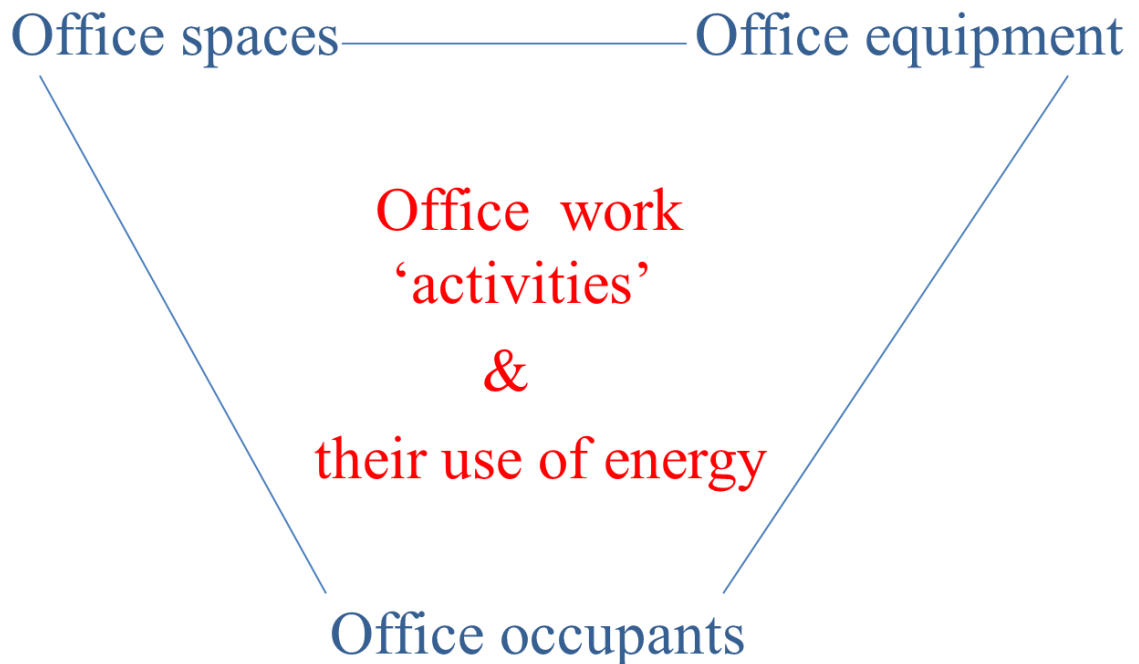 Office spaces
Office equipment
Office work
‘activities’
&
their use of energy
Office occupants